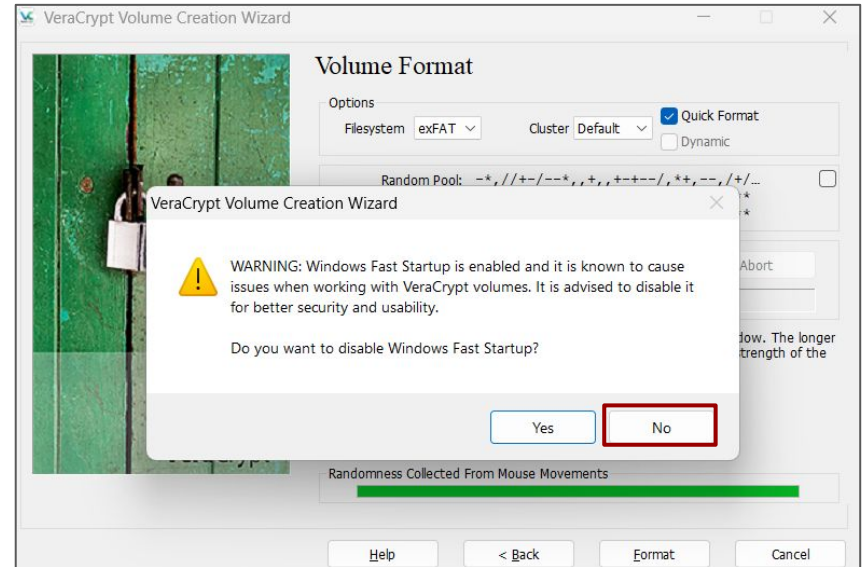 VeraCrypt Volume Creation Wizard
Volume Format
Options
Filesystem exFAT Cluster Default Quick Format
Dynamic
Random Pool: -*,//+-/--*,,+,,+-+--/,*+,--,/+/...
**
**
VeraCrypt Volume Creation Wizard
WARNING: Windows Fast Startup is enabled and it is known to cause
issues when working with VeraCrypt volumes. It is advised to disable it
for better security and usability.
Do you want to disable Windows Fast Startup?
Yes No
Abort
The longer
strength of the
Randomness Collected From Mouse Movements
Help < Back Format Cancel